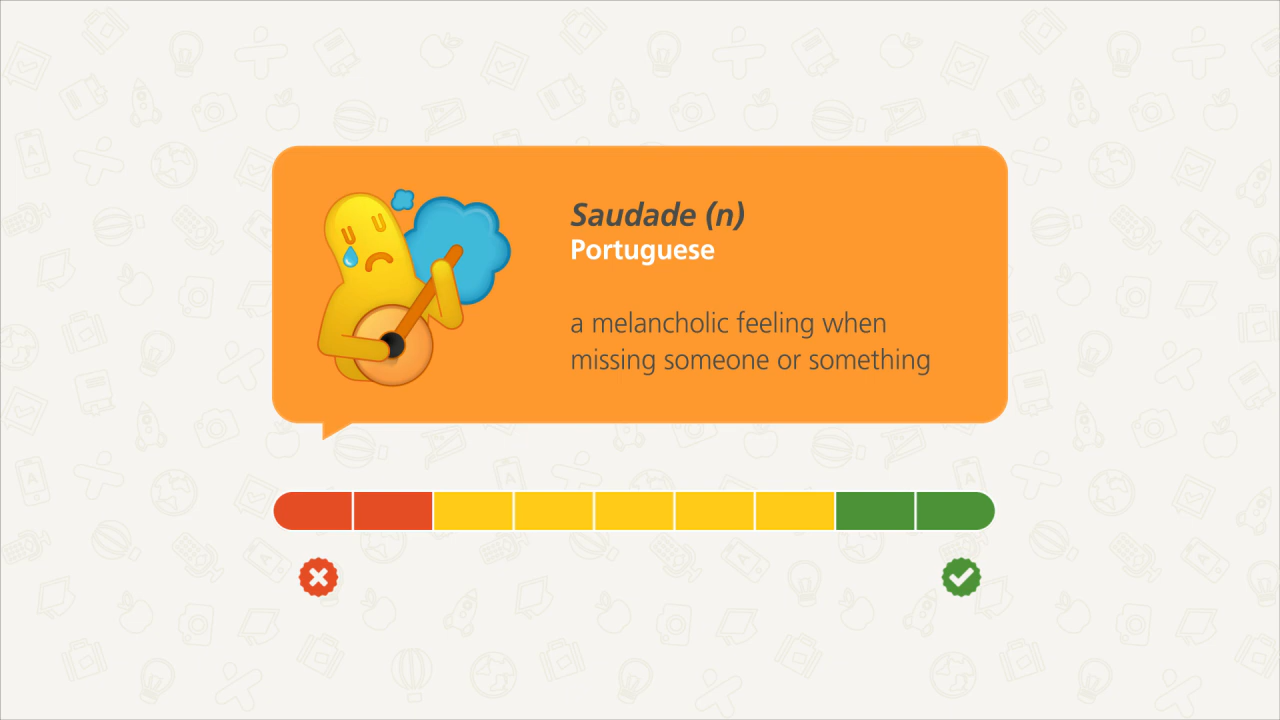 Saudade (n)
Portuguese
a melancholic feeling when
missing someone or something